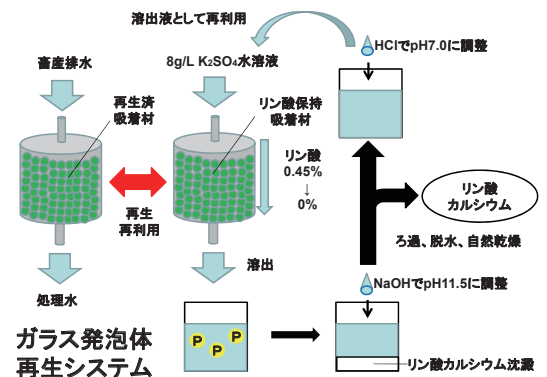 溶出液として再利用
HClでpH7.0に調整
畜産排水
8g/L K₂SO₄水溶液
再生済
吸着材
リン酸保持
吸着材
リン酸
0.45%
↓
0%
再生
再利用
リン酸
カルシウム
ろ過、脱水、自然乾燥
処理水
溶出
NaOHでpH11.5に調整
P
P
P
ガラス発泡体
再生システム
リン酸カルシウム沈澱